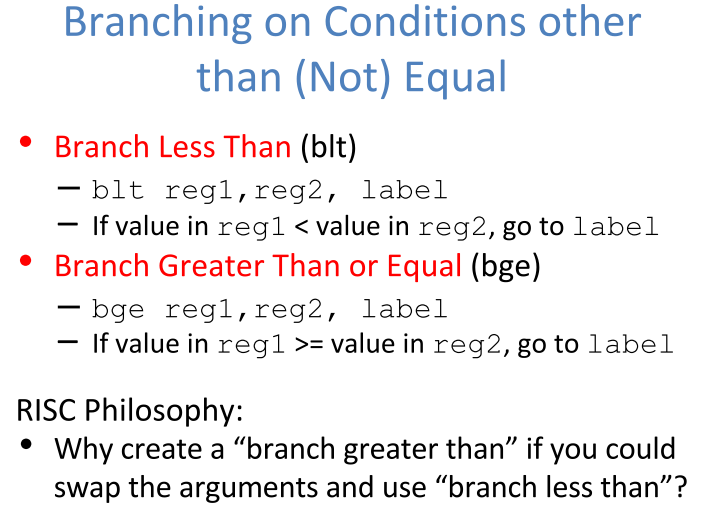 Branching on Conditions other
than (Not) Equal
• Branch Less Than (blt)
– blt reg1,reg2, label
– If value in reg1 < value in reg2, go to label
• Branch Greater Than or Equal (bge)
– bge reg1,reg2, label
– If value in reg1 >= value in reg2, go to label
RISC Philosophy:
• Why create a “branch greater than” if you could
swap the arguments and use “branch less than”?